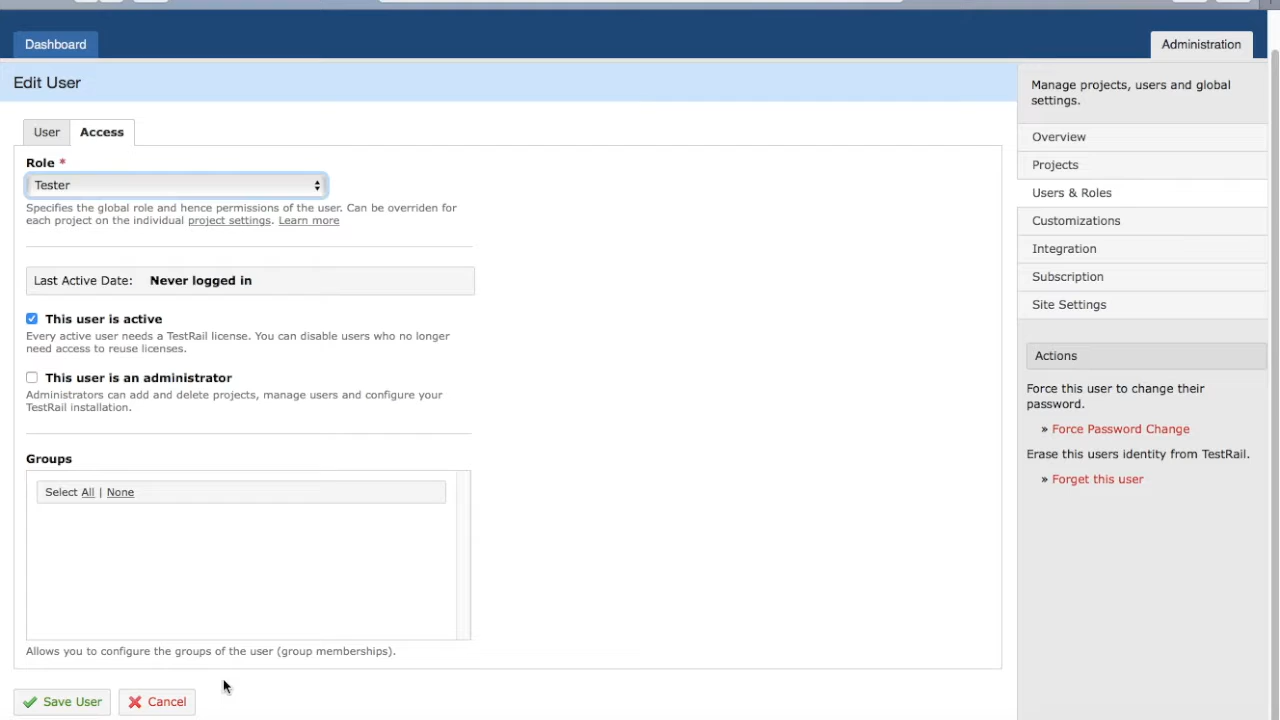 Dashboard
Administration
Edit User
User
Access
Role *
Tester
Specifies the global role and hence permissions of the user. Can be overriden for
each project on the individual project settings. Learn more
Last Active Date: Never logged in
This user is active
Every active user needs a TestRail license. You can disable users who no longer
need access to reuse licenses.
This user is an administrator
Administrators can add and delete projects, manage users and configure your
TestRail installation.
Groups
Select All | None
Allows you to configure the groups of the user (group memberships).
Save User
Cancel
Manage projects, users and global
settings.
Overview
Projects
Users & Roles
Customizations
Integration
Subscription
Site Settings
Actions
Force this user to change their
password.
» Force Password Change
Erase this users identity from TestRail.
» Forget this user